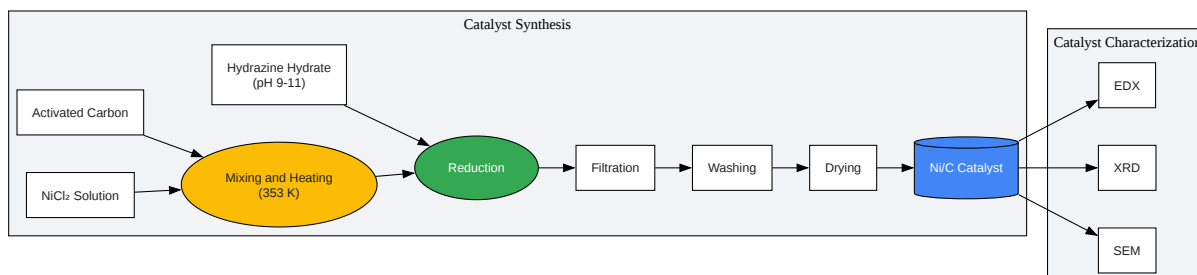 Catalyst Synthesis
Catalyst Characterization
Hydrazine Hydrate
(pH 9-11)
EDX
Activated Carbon
Mixing and Heating
(353 K)
Reduction
Filtration
Washing
Drying
Ni/C Catalyst
XRD
NiCl₂ Solution
SEM